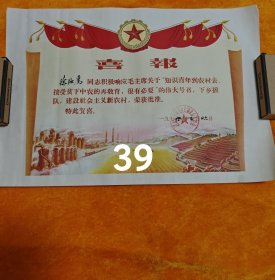 喜报
同志积极响应毛主席关于“知识青年到农村去，
接受贫下中农的再教育，很有必要”的伟大号召，下乡插
队，建设社会主义新农村，荣获批准。
特此贺喜。
39